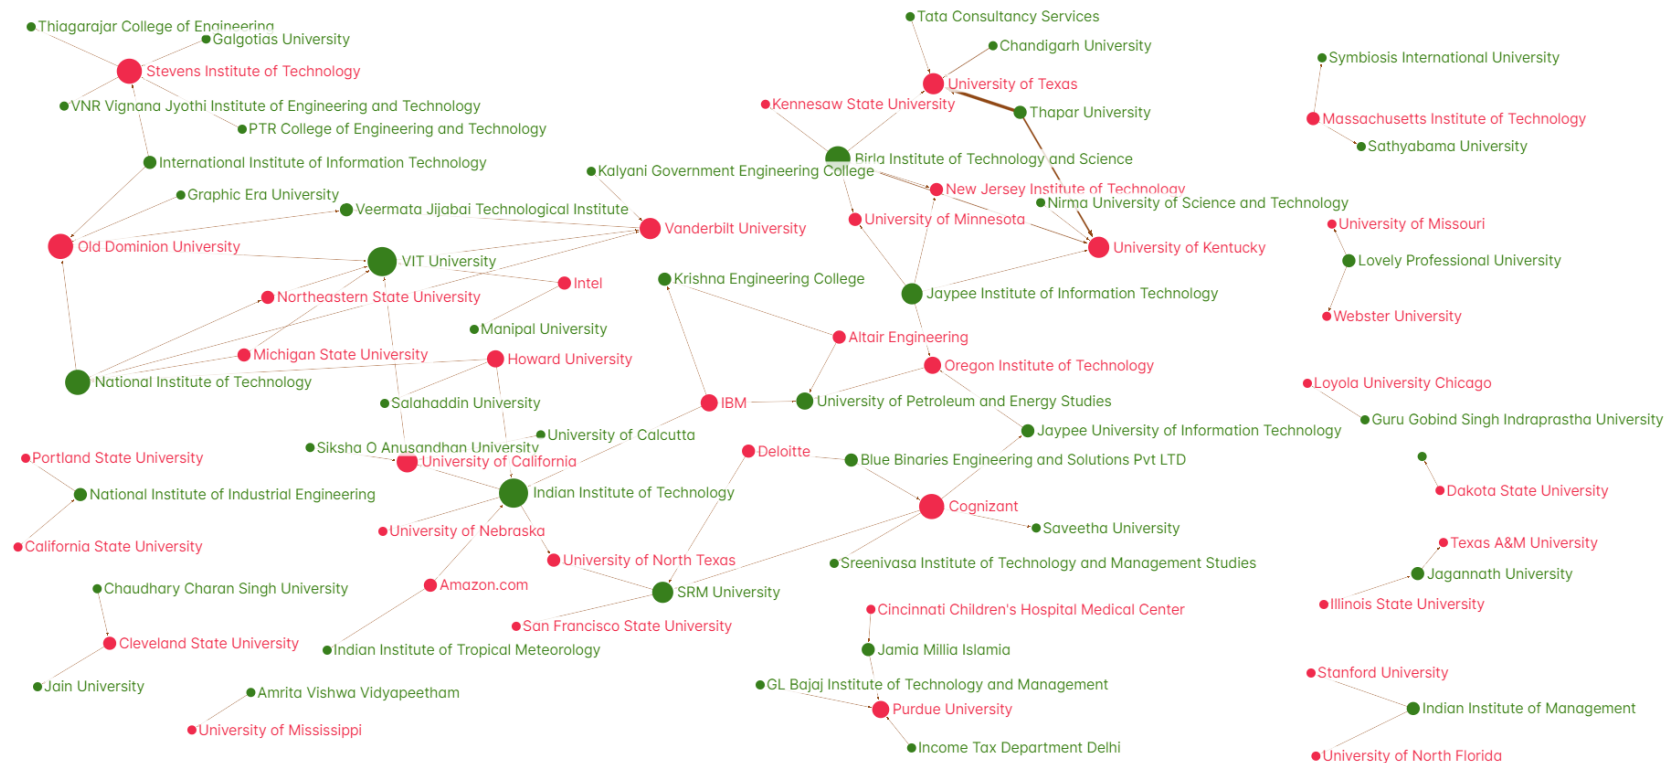 Thiagarajar College of Engineering
Galgotias University
Stevens Institute of Technology
VNR Vignana Jyothi Institute of Engineering and Technology
PTR College of Engineering and Technology
International Institute of Information Technology
Graphic Era University
Veermata Jijabai Technological Institute
Old Dominion University
VIT University
Northeastern State University
Intel
Manipal University
Michigan State University
Howard University
National Institute of Technology
Salahaddin University
University of Calcutta
Siksha O Anusandhan University
University of California
Portland State University
National Institute of Industrial Engineering
Indian Institute of Technology
University of Nebraska
California State University
University of North Texas
Amazon.com
Chaudhary Charan Singh University
San Francisco State University
Cleveland State University
Indian Institute of Tropical Meteorology
Jain University
Amrita Vishwa Vidyapeetham
University of Mississippi
Tata Consultancy Services
Chandigarh University
University of Texas
Kennesaw State University
Thapar University
Birla Institute of Technology and Science
Kalyani Government Engineering College
New Jersey Institute of Technology
Nirma University of Science and Technology
University of Minnesota
Vanderbilt University
University of Kentucky
Krishna Engineering College
Jaypee Institute of Information Technology
Altair Engineering
Oregon Institute of Technology
IBM
University of Petroleum and Energy Studies
Jaypee University of Information Technology
Deloitte
Blue Binaries Engineering and Solutions Pvt LTD
Cognizant
Saveetha University
Sreenivasa Institute of Technology and Management Studies
SRM University
Cincinnati Children's Hospital Medical Center
Jamia Millia Islamia
GL Bajaj Institute of Technology and Management
Purdue University
Income Tax Department Delhi
Symbiosis International University
Massachusetts Institute of Technology
Sathyabama University
University of Missouri
Lovely Professional University
Webster University
Loyola University Chicago
Guru Gobind Singh Indraprastha University
Dakota State University
Texas A&M University
Jagannath University
Illinois State University
Stanford University
Indian Institute of Management
University of North Florida